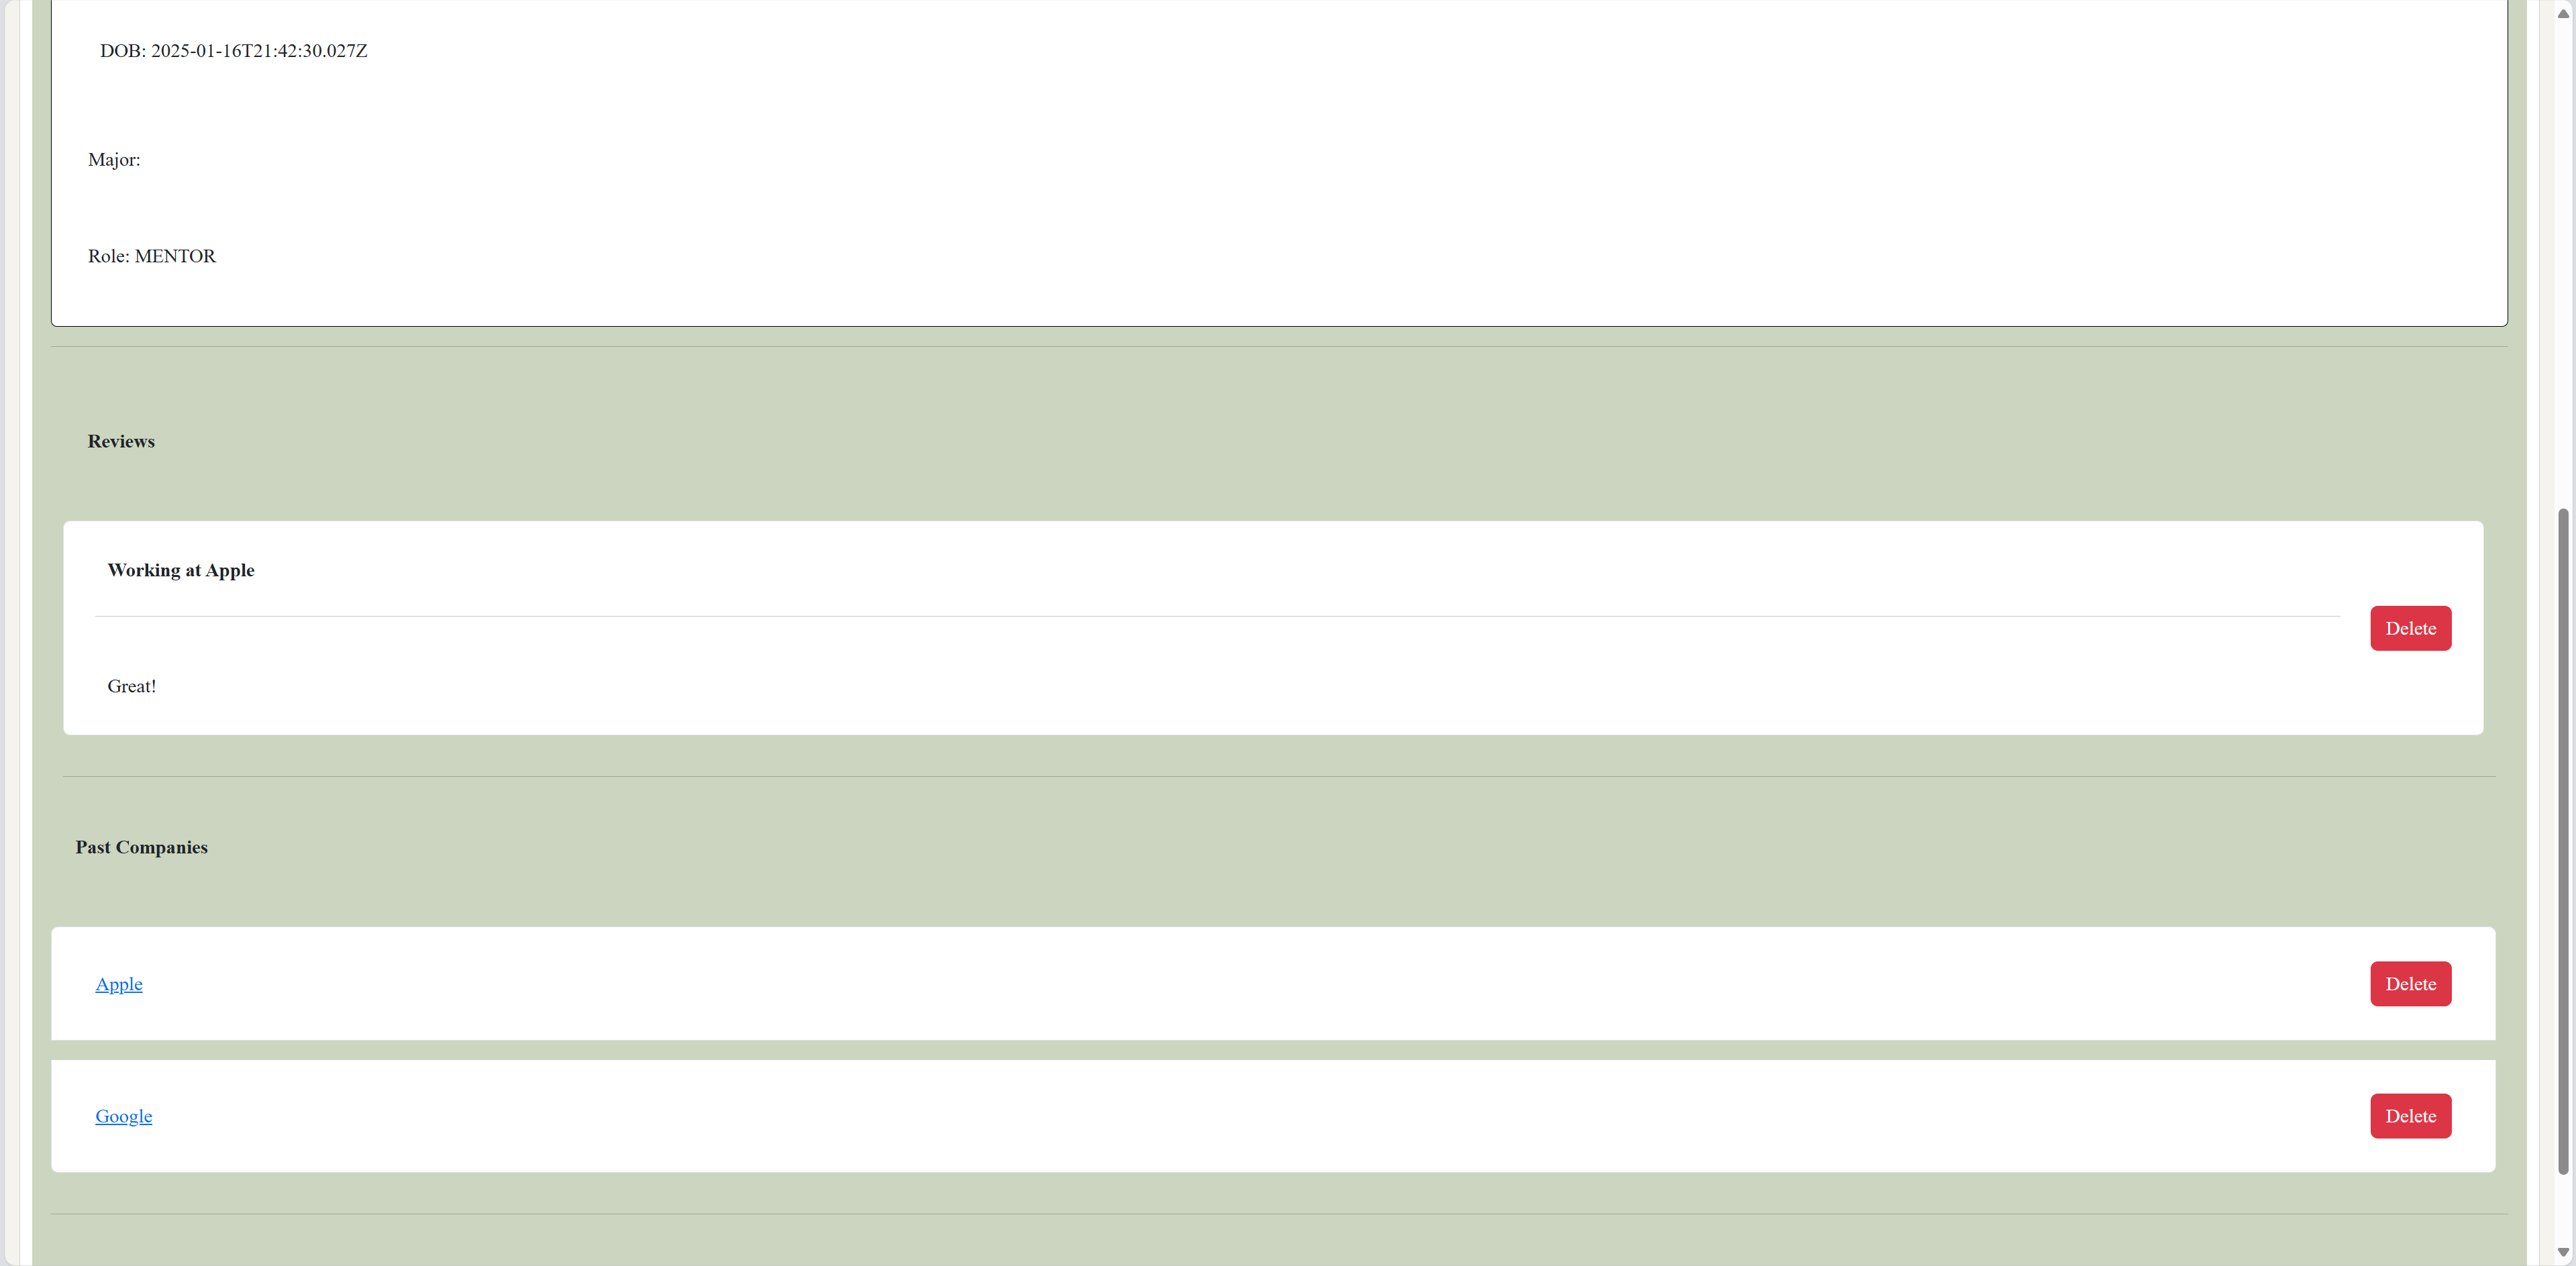 DOB: 2025-01-16T21:42:30.027Z
Major:
Role: MENTOR
Reviews
Working at Apple
Delete
Great!
Past Companies
Apple
Delete
Google
Delete